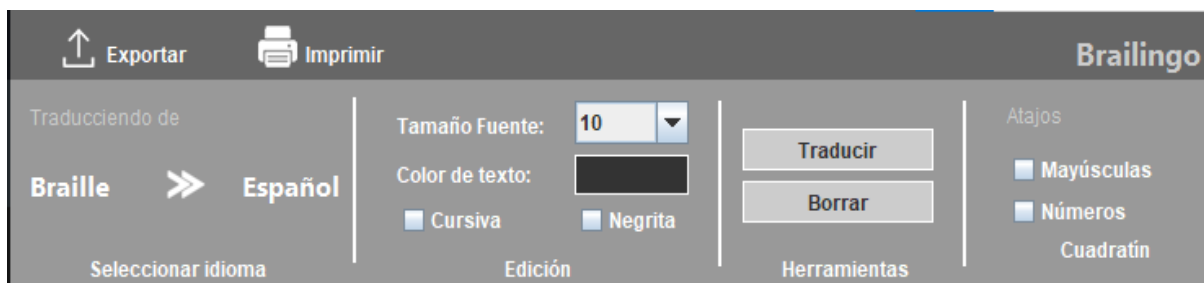 Exportar
Imprimir
Brailingo
Traducciendo de
Braille
Español
Seleccionar idioma
Tamaño Fuente:
10
Color de texto:
Cursiva
Negrita
Edición
Traducir
Borrar
Herramientas
Atajos
Mayúsculas
Números
Cuadratín